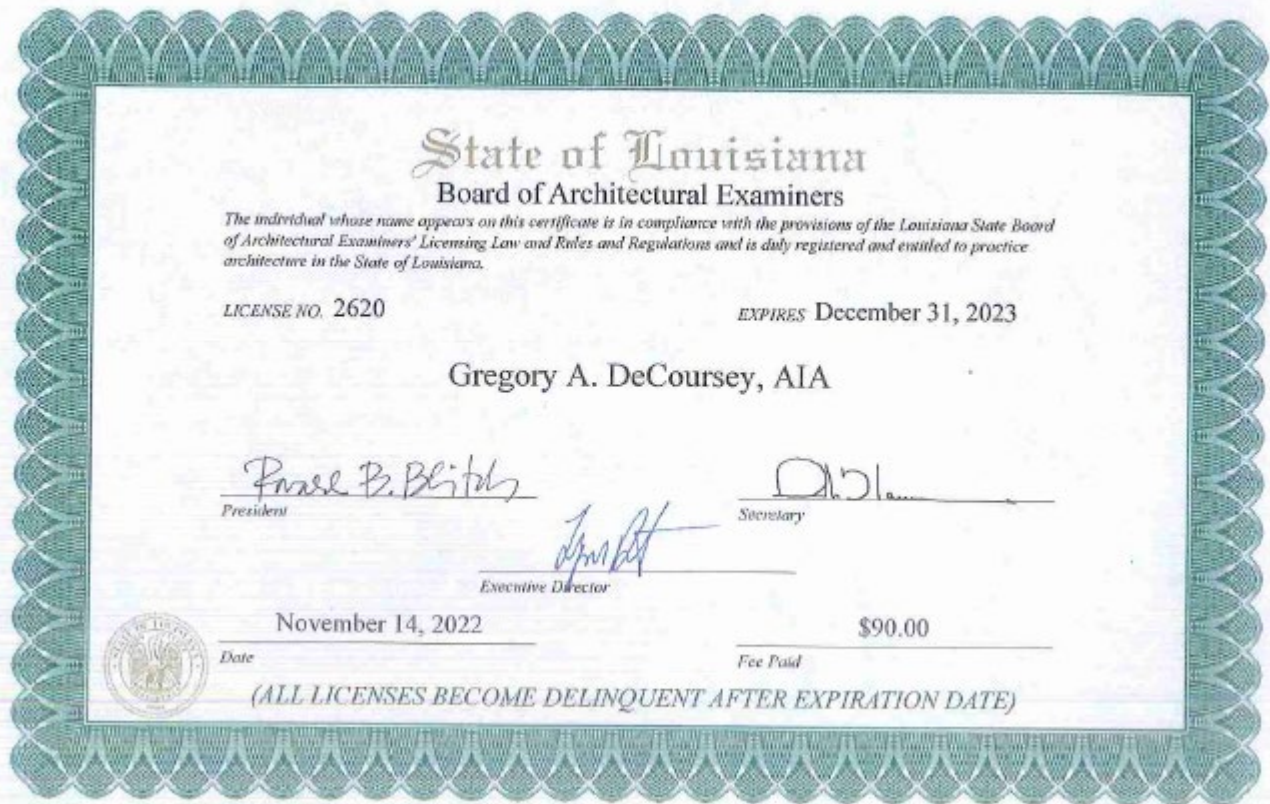 State of Louisiana
Board of Architectural Examiners
The individual whose name appears on this certificate is in compliance with the provisions of the Louisiana State Board
of Architectural Examiners' Licensing Law and Rules and Regulations and is duly registered and entitled to practice
architecture in the State of Louisiana.
LICENSE NO. 2620 EXPIRES December 31, 2023
Gregory A. DeCoursey, AIA
B. Blitch
President Secretary
Executive Director
November 14, 2022 $90.00
Date Fee Paid
(ALL LICENSES BECOME DELINQUENT AFTER EXPIRATION DATE)